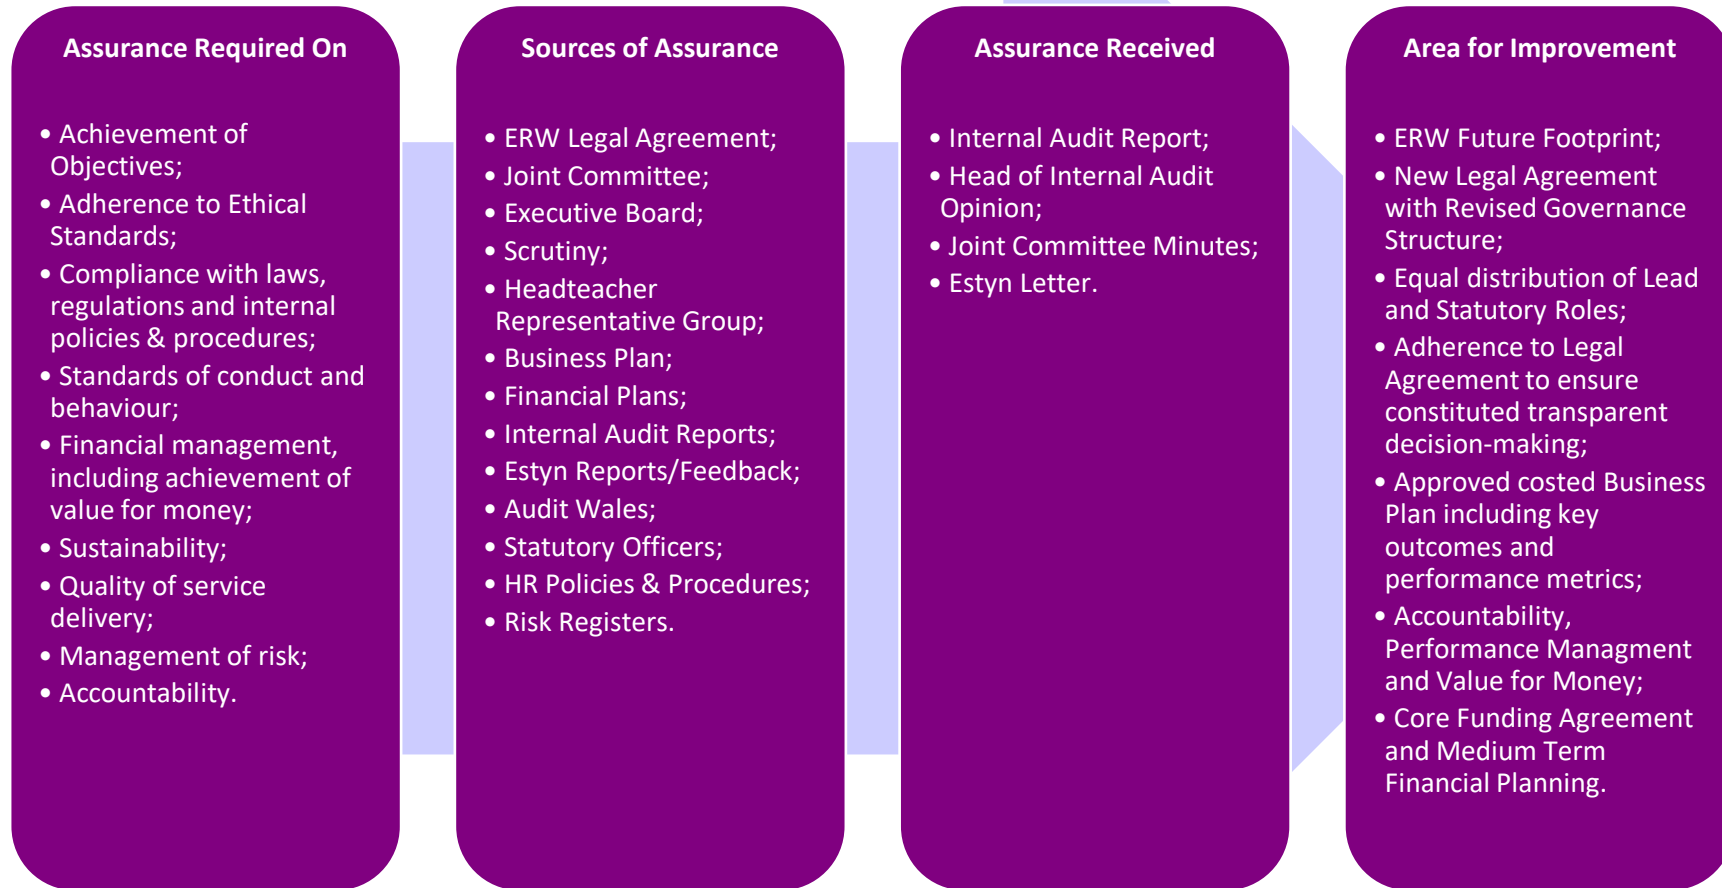 Assurance Required On
• Achievement of
Objectives;
• Adherence to Ethical
Standards;
• Compliance with laws,
regulations and internal
policies & procedures;
• Standards of conduct and
behaviour;
• Financial management,
including achievement of
value for money;
• Sustainability;
• Quality of service
delivery;
• Management of risk;
• Accountability.
Sources of Assurance
• ERW Legal Agreement;
• Joint Committee;
• Executive Board;
• Scrutiny;
• Headteacher
Representative Group;
• Business Plan;
• Financial Plans;
• Internal Audit Reports;
• Estyn Reports/Feedback;
• Audit Wales;
• Statutory Officers;
• HR Policies & Procedures;
• Risk Registers.
Assurance Received
• Internal Audit Report;
• Head of Internal Audit
Opinion;
• Joint Committee Minutes;
• Estyn Letter.
Area for Improvement
• ERW Future Footprint;
• New Legal Agreement
with Revised Governance
Structure;
• Equal distribution of Lead
and Statutory Roles;
• Adherence to Legal
Agreement to ensure
constituted transparent
decision-making;
• Approved costed Business
Plan including key
outcomes and
performance metrics;
• Accountability,
Performance Managment
and Value for Money;
• Core Funding Agreement
and Medium Term
Financial Planning.